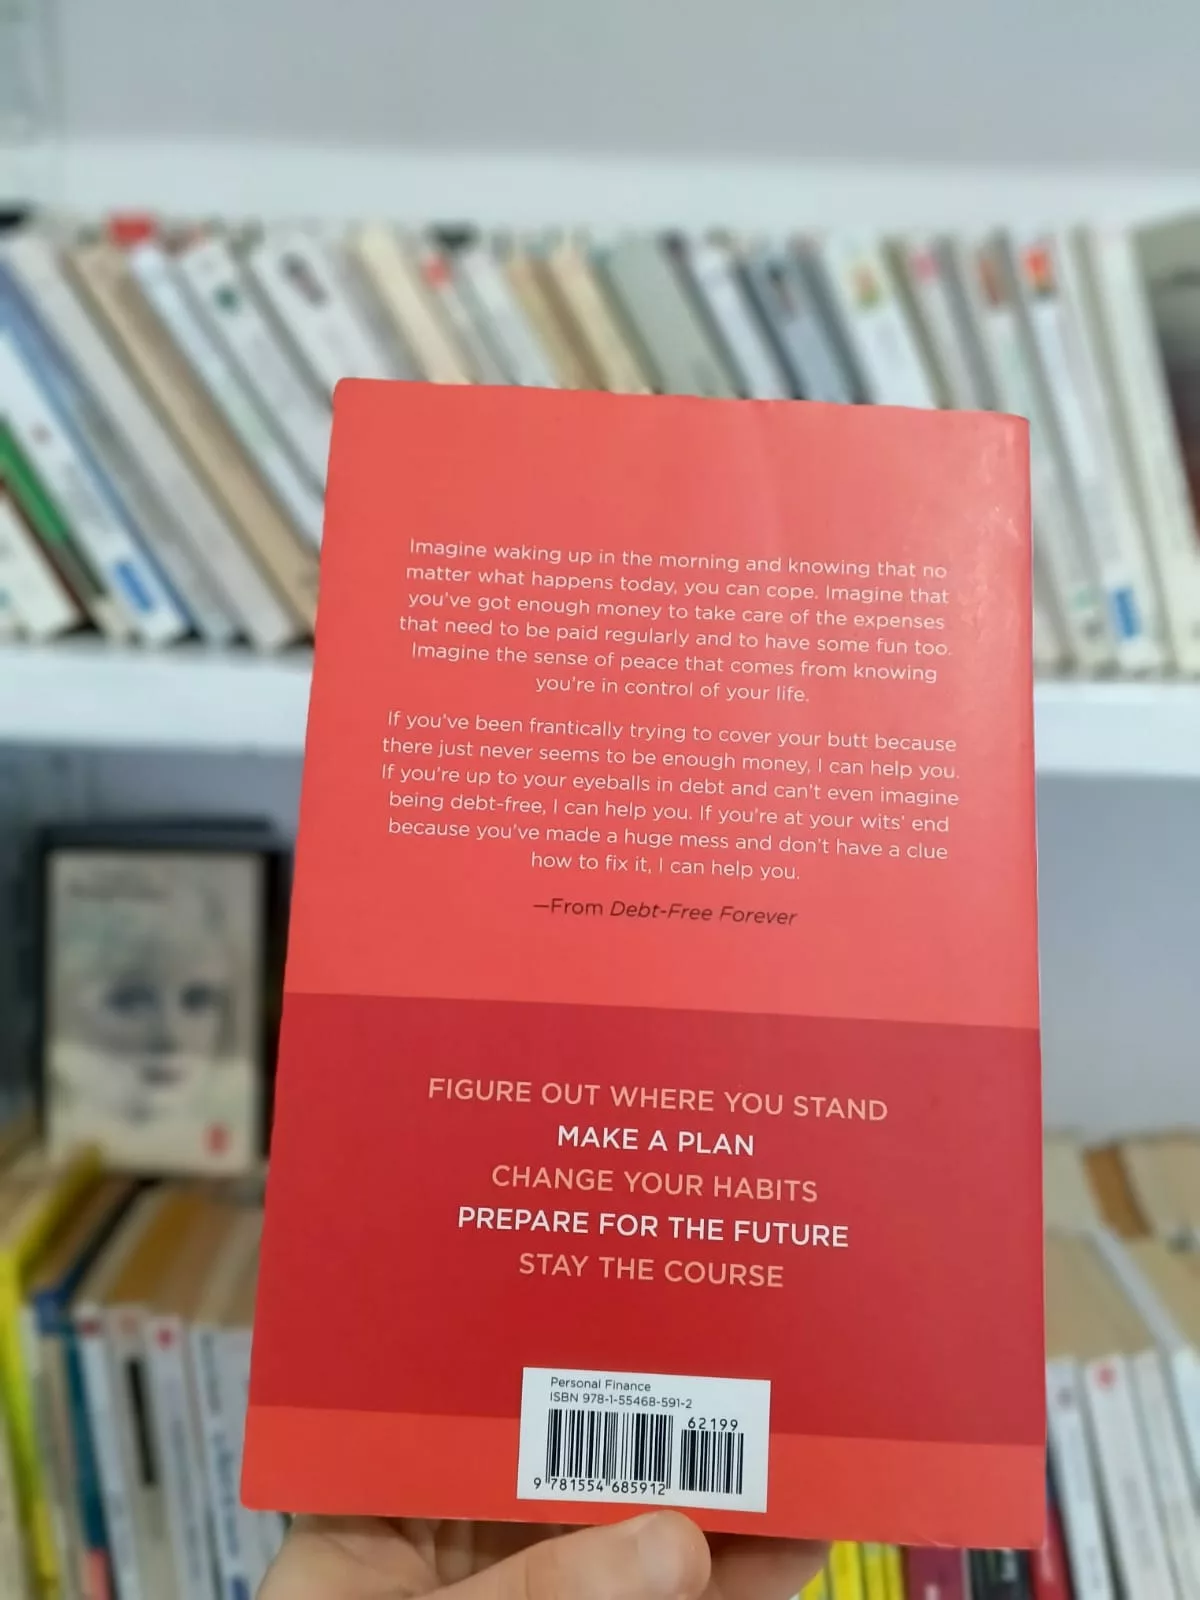 Imagine waking up in the morning and knowing that no
matter what happens today, you can cope. Imagine that
you've got enough money to take care of the expenses
that need to be paid regularly and to have some fun too.
Imagine the sense of peace that comes from knowing
you're in control of your life.
If you've been frantically trying to cover your butt because
there just never seems to be enough money, I can help you.
If you're up to your eyeballs in debt and can't even imagine
being debt-free, I can help you. If you're at your wits' end
because you've made a huge mess and don't have a clue
how to fix it, I can help you.
—From Debt-Free Forever
FIGURE OUT WHERE YOU STAND
MAKE A PLAN
CHANGE YOUR HABITS
PREPARE FOR THE FUTURE
STAY THE COURSE
Personal Finance
ISBN 978-1-55468-591-2
62199
9 781554 685912